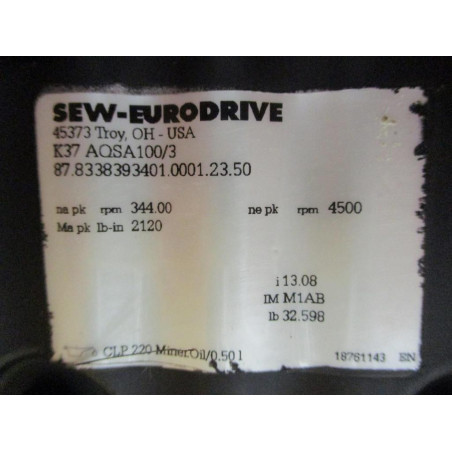 SEW-EURODRIVE
45373 Troy, OH - USA
K37 AQSA100/3
87.8338393401.0001.23.50
na pk rpm 344.00 ne pk rpm 4500
Ma pk lb-in 2120
i 13.08
IM M1AB
lb 32.598
CLP 220 Miner.Oil/0.50 l 18761143 EN